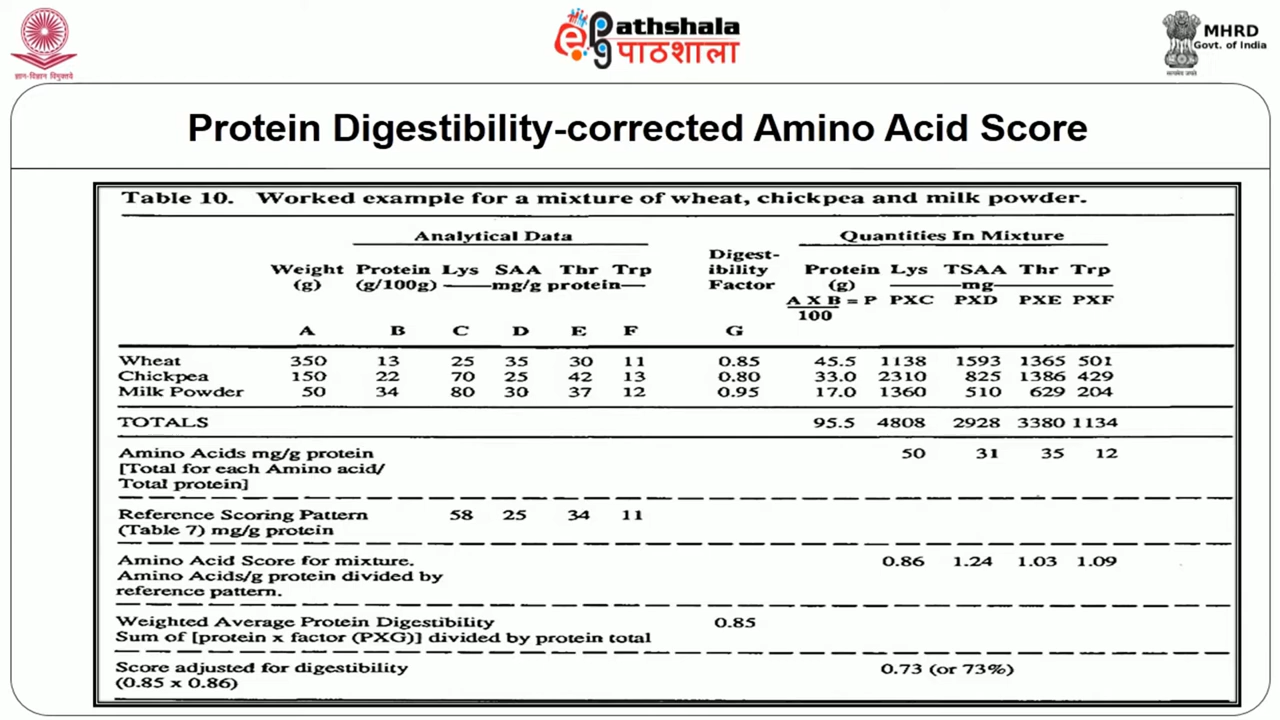 ज्ञान-विज्ञान विमुक्तये
ePathshala
पाठशाला
MHRD
Govt. of India
सत्यमेव जयते
Protein Digestibility-corrected Amino Acid Score
Table 10. Worked example for a mixture of wheat, chickpea and milk powder.
Analytical Data Quantities In Mixture
Weight Protein Lys SAA Thr Trp Digest-ibility Factor Protein Lys TSAA Thr Trp
(g) (g/100g) mg/g protein (g) mg
A X B = P PXC PXD PXE PXF
100
A B C D E F G
Wheat 350 13 25 35 30 11 0.85 45.5 1138 1593 1365 501
Chickpea 150 22 70 25 42 13 0.80 33.0 2310 825 1386 429
Milk Powder 50 34 80 30 37 12 0.95 17.0 1360 510 629 204
TOTALS 95.5 4808 2928 3380 1134
Amino Acids mg/g protein 50 31 35 12
[Total for each Amino acid/
Total protein]
Reference Scoring Pattern 58 25 34 11
(Table 7) mg/g protein
Amino Acid Score for mixture. 0.86 1.24 1.03 1.09
Amino Acids/g protein divided by
reference pattern.
Weighted Average Protein Digestibility 0.85
Sum of [protein x factor (PXG)] divided by protein total
Score adjusted for digestibility 0.73 (or 73%)
(0.85 x 0.86)